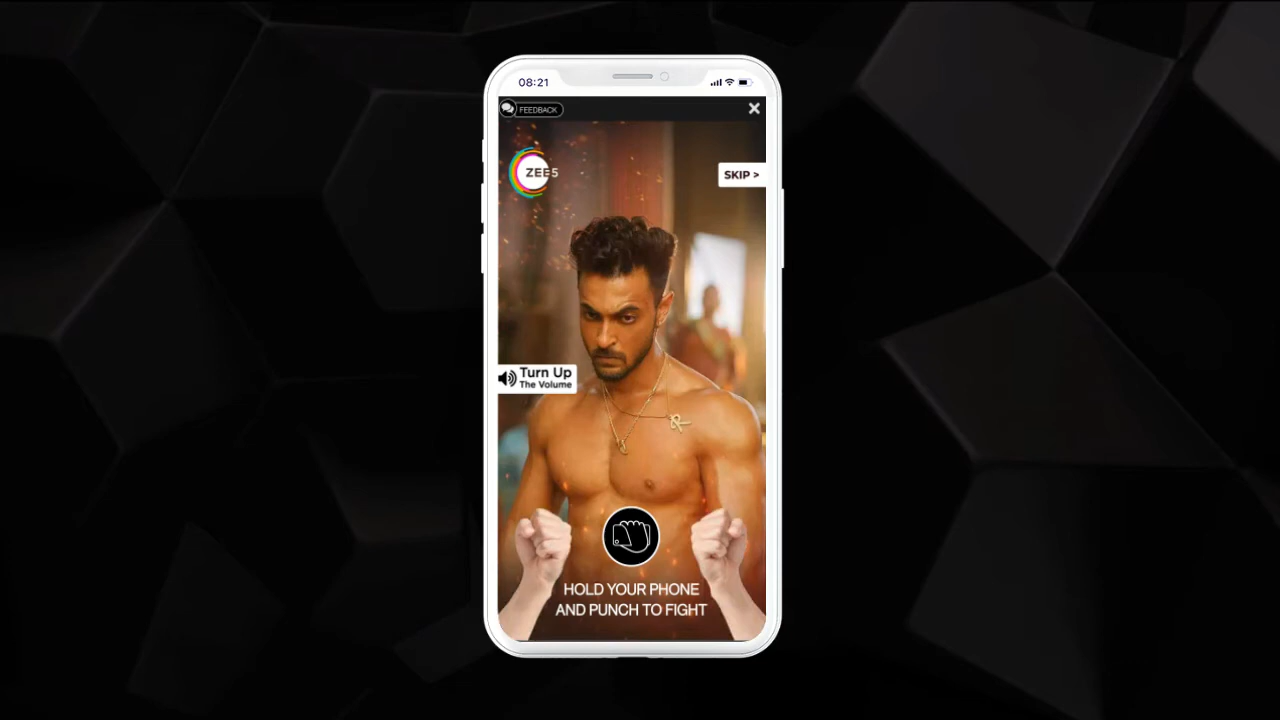 08:21
FEEDBACK
ZEE5
SKIP >
Turn Up
The Volume
HOLD YOUR PHONE
AND PUNCH TO FIGHT